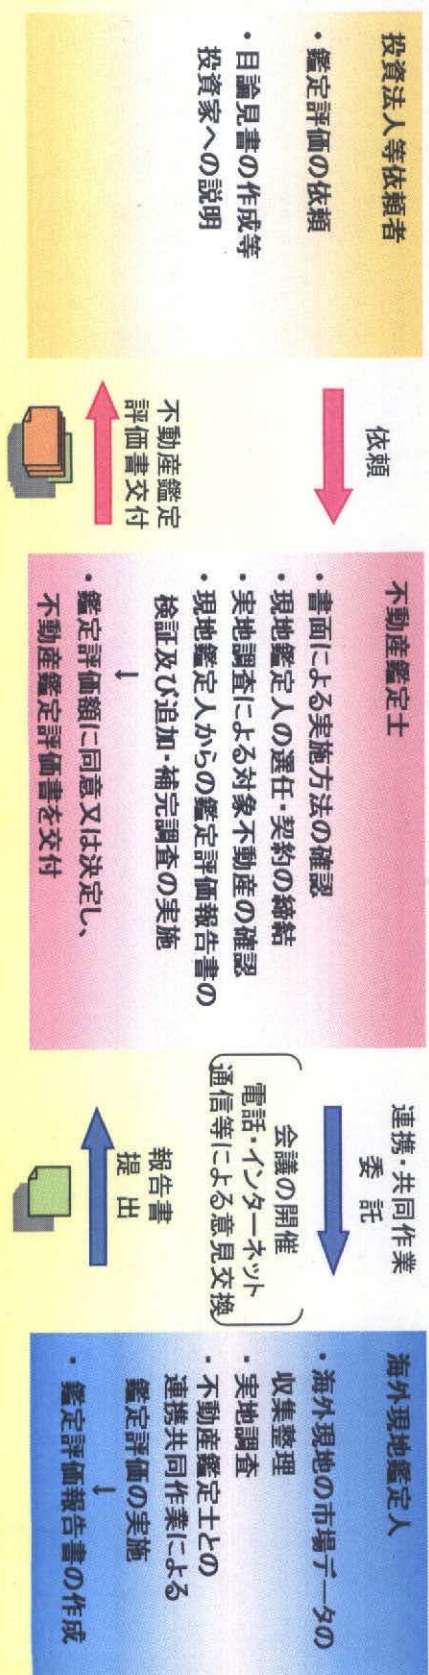 投資法人等依頼者
・鑑定評価の依頼
・目論見書の作成等
投資家への説明
依頼
不動産鑑定
評価書交付
不動産鑑定士
・書面による実施方法の確認
・現地鑑定人の選任・契約の締結
・実地調査による対象不動産の確認
・現地鑑定人からの鑑定評価報告書の
検証及び追加・補完調査の実施
↓
・鑑定評価額に同意又は決定し、
不動産鑑定評価書を交付
連携・共同作業
委 託
会議の開催
電話・インターネット
通信等による意見交換
報告書
提 出
海外現地鑑定人
・海外現地の市場データの
収集整理
・実地調査
・不動産鑑定士との
連携共同作業による
鑑定評価の実施
↓
・鑑定評価報告書の作成